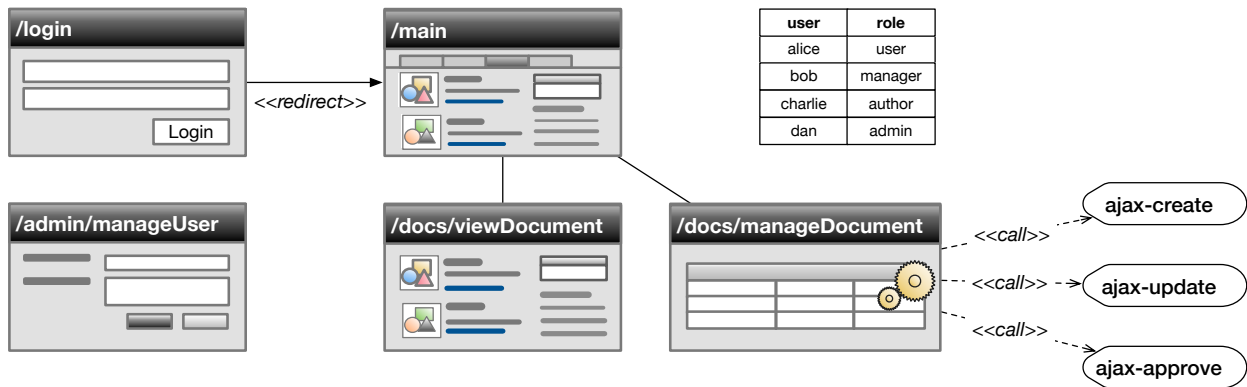 /login
Login
<<redirect>>
/main
user role
alice user
bob manager
charlie author
dan admin
/admin/manageUser
/docs/viewDocument
/docs/manageDocument
<<call>>
<<call>>
<<call>>
ajax-create
ajax-update
ajax-approve